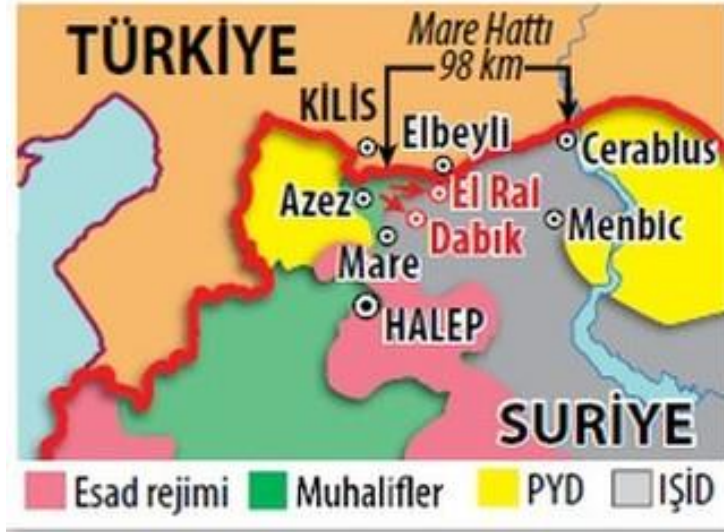 TÜRKİYE
Mare Hattı
98 km
KİLİS
Elbeyli
Cerablus
Azez
El Ral
Dabık
Menbic
Mare
HALEP
SURİYE
Esad rejimi
Muhalifler
PYD
IŞİD